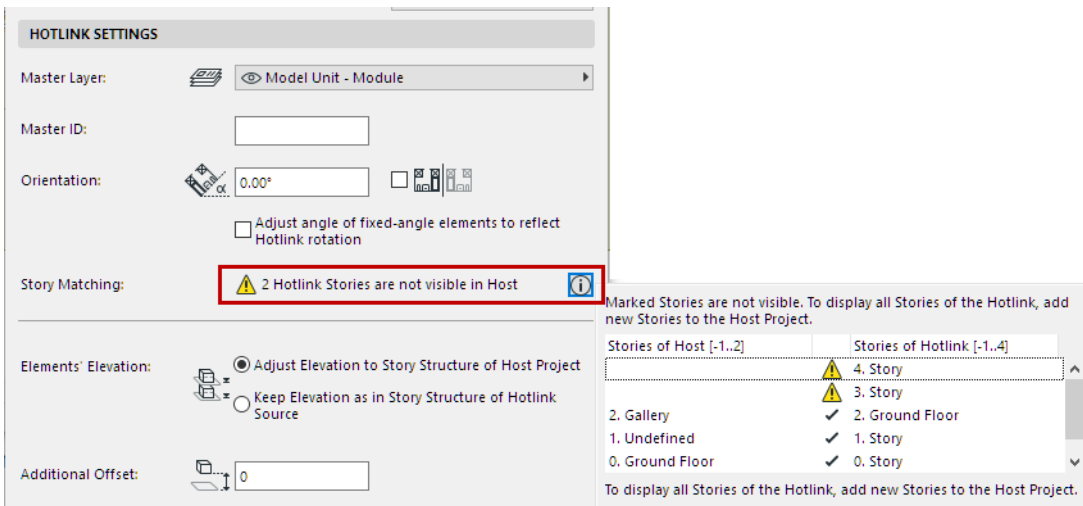 HOTLINK SETTINGS
Master Layer:
Model Unit - Module
Master ID:
Orientation:
α
0.00°
Adjust angle of fixed-angle elements to reflect
Hotlink rotation
Story Matching:
2 Hotlink Stories are not visible in Host
Elements' Elevation:
Adjust Elevation to Story Structure of Host Project
Keep Elevation as in Story Structure of Hotlink
Source
Additional Offset:
0
Marked Stories are not visible. To display all Stories of the Hotlink, add
new Stories to the Host Project.
Stories of Host [-1..2] Stories of Hotlink [-1..4]
4. Story
3. Story
2. Gallery 2. Ground Floor
1. Undefined 1. Story
0. Ground Floor 0. Story
To display all Stories of the Hotlink, add new Stories to the Host Project.